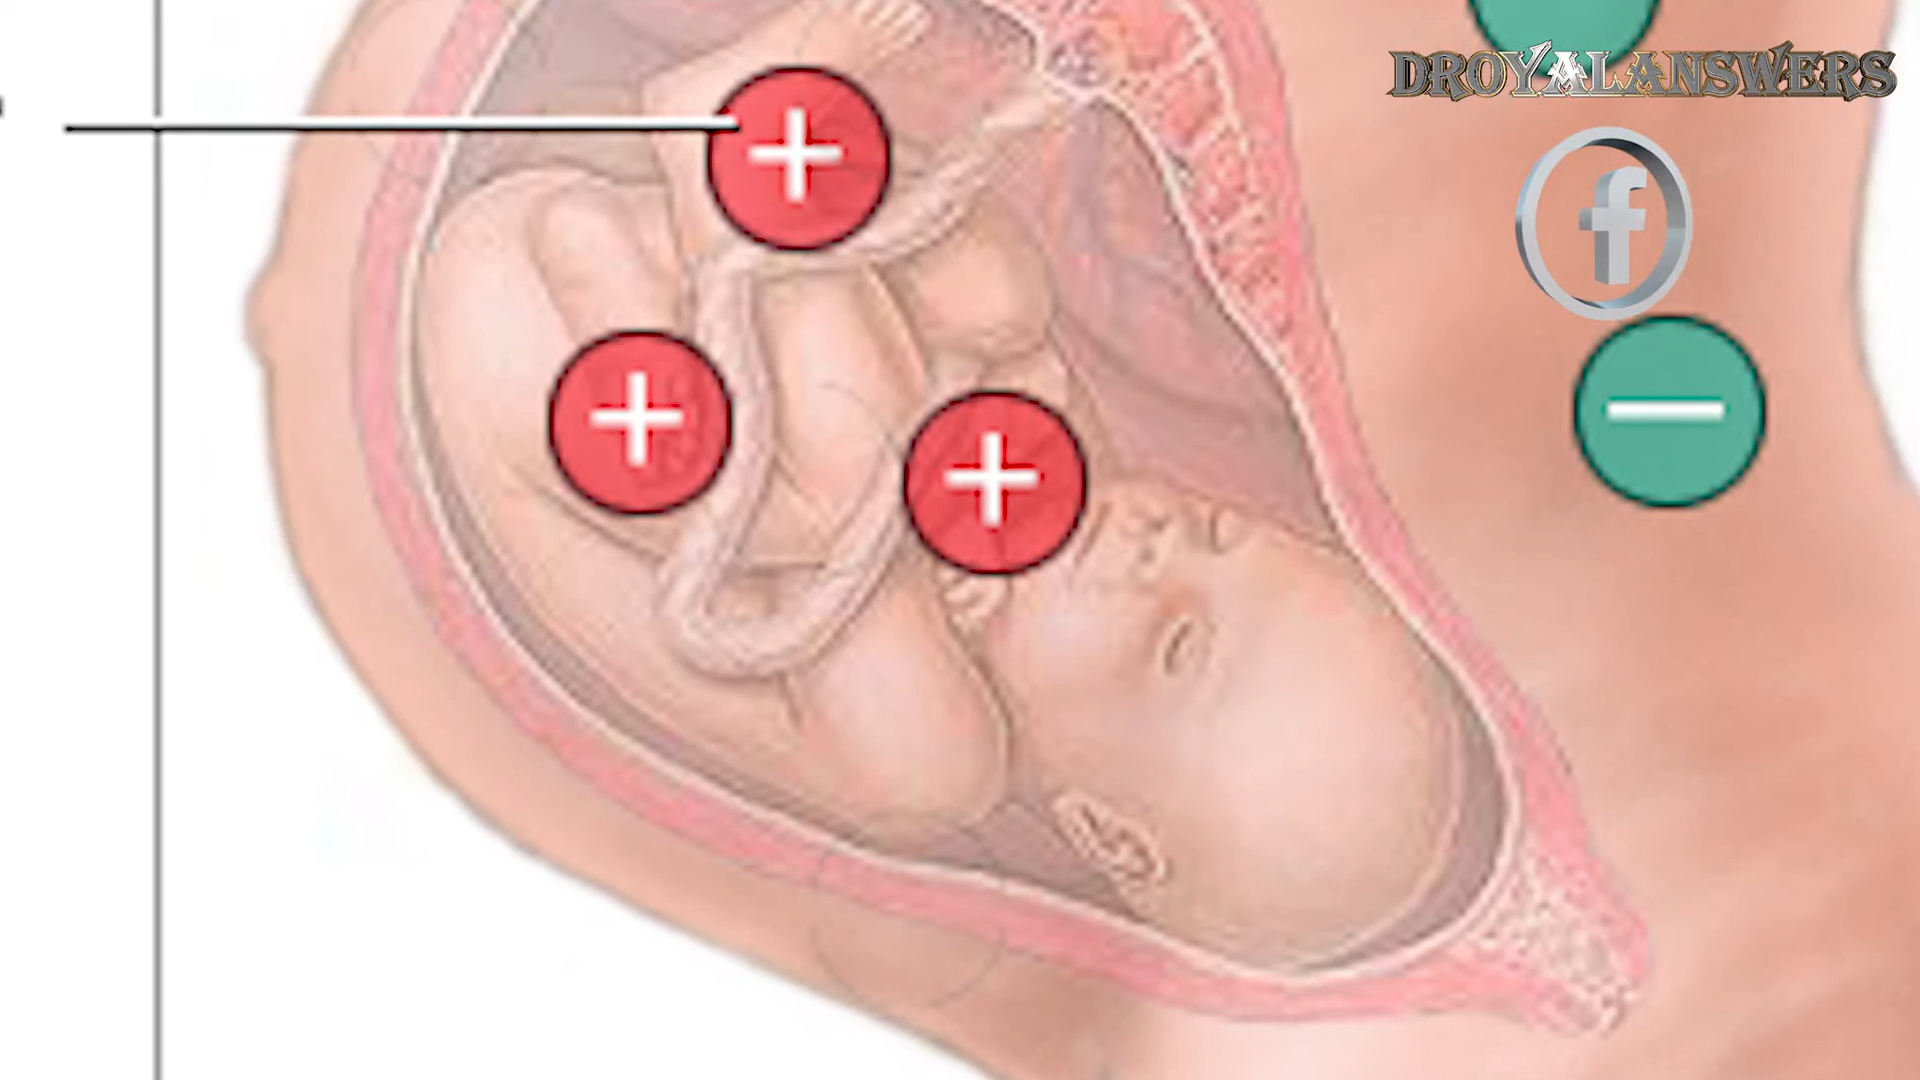 DROYALANSWERS
f
+
+
+
−